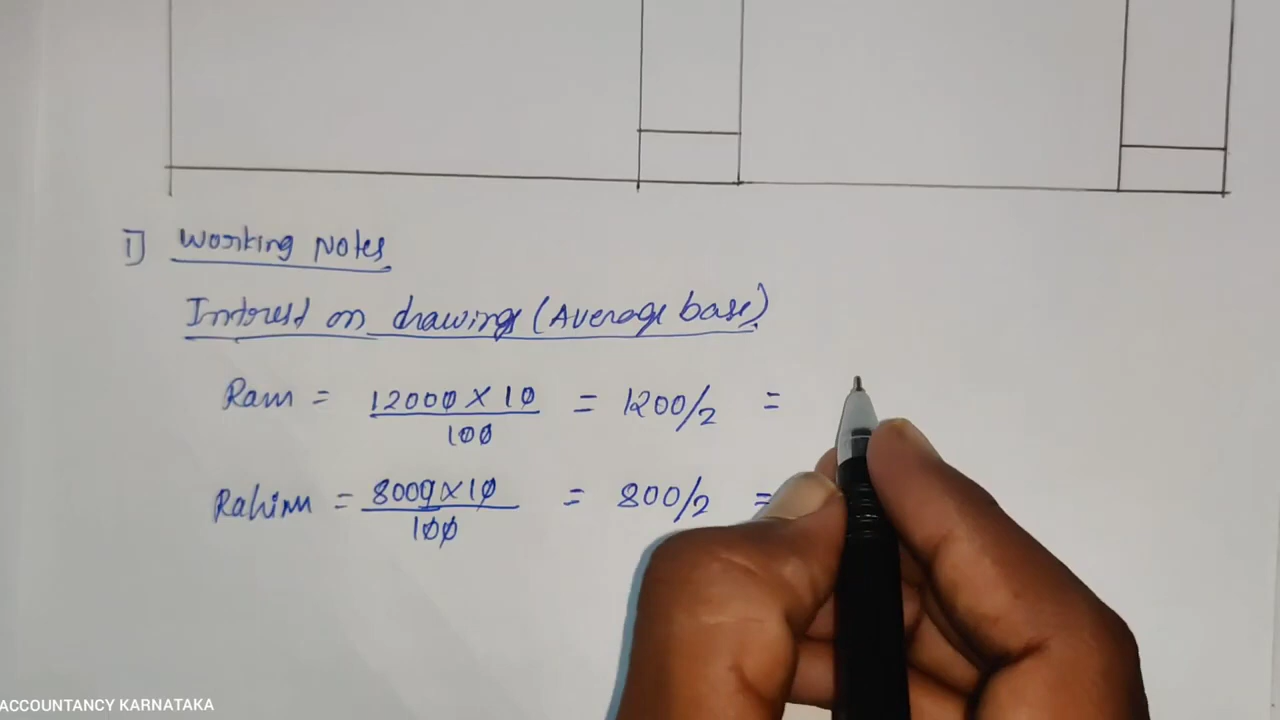 1] Working Notes
Interest on drawings (Average base)
Ram = 12000 X 10 / 100 = 1200/2 =
Rahim = 8000 X 10 / 100 = 800/2 =
ACCOUNTANCY KARNATAKA